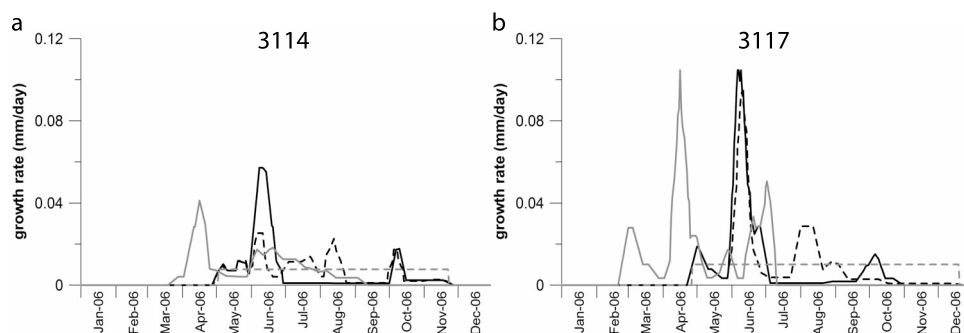 a
3114
growth rate (mm/day)
0.12
0.08
0.04
0
Jan-06
Feb-06
Mar-06
Apr-06
May-06
Jun-06
Jul-06
Aug-06
Sep-06
Oct-06
Nov-06
Dec-06
b
3117
growth rate (mm/day)
0.12
0.08
0.04
0
Jan-06
Feb-06
Mar-06
Apr-06
May-06
Jun-06
Jul-06
Aug-06
Sep-06
Oct-06
Nov-06
Dec-06